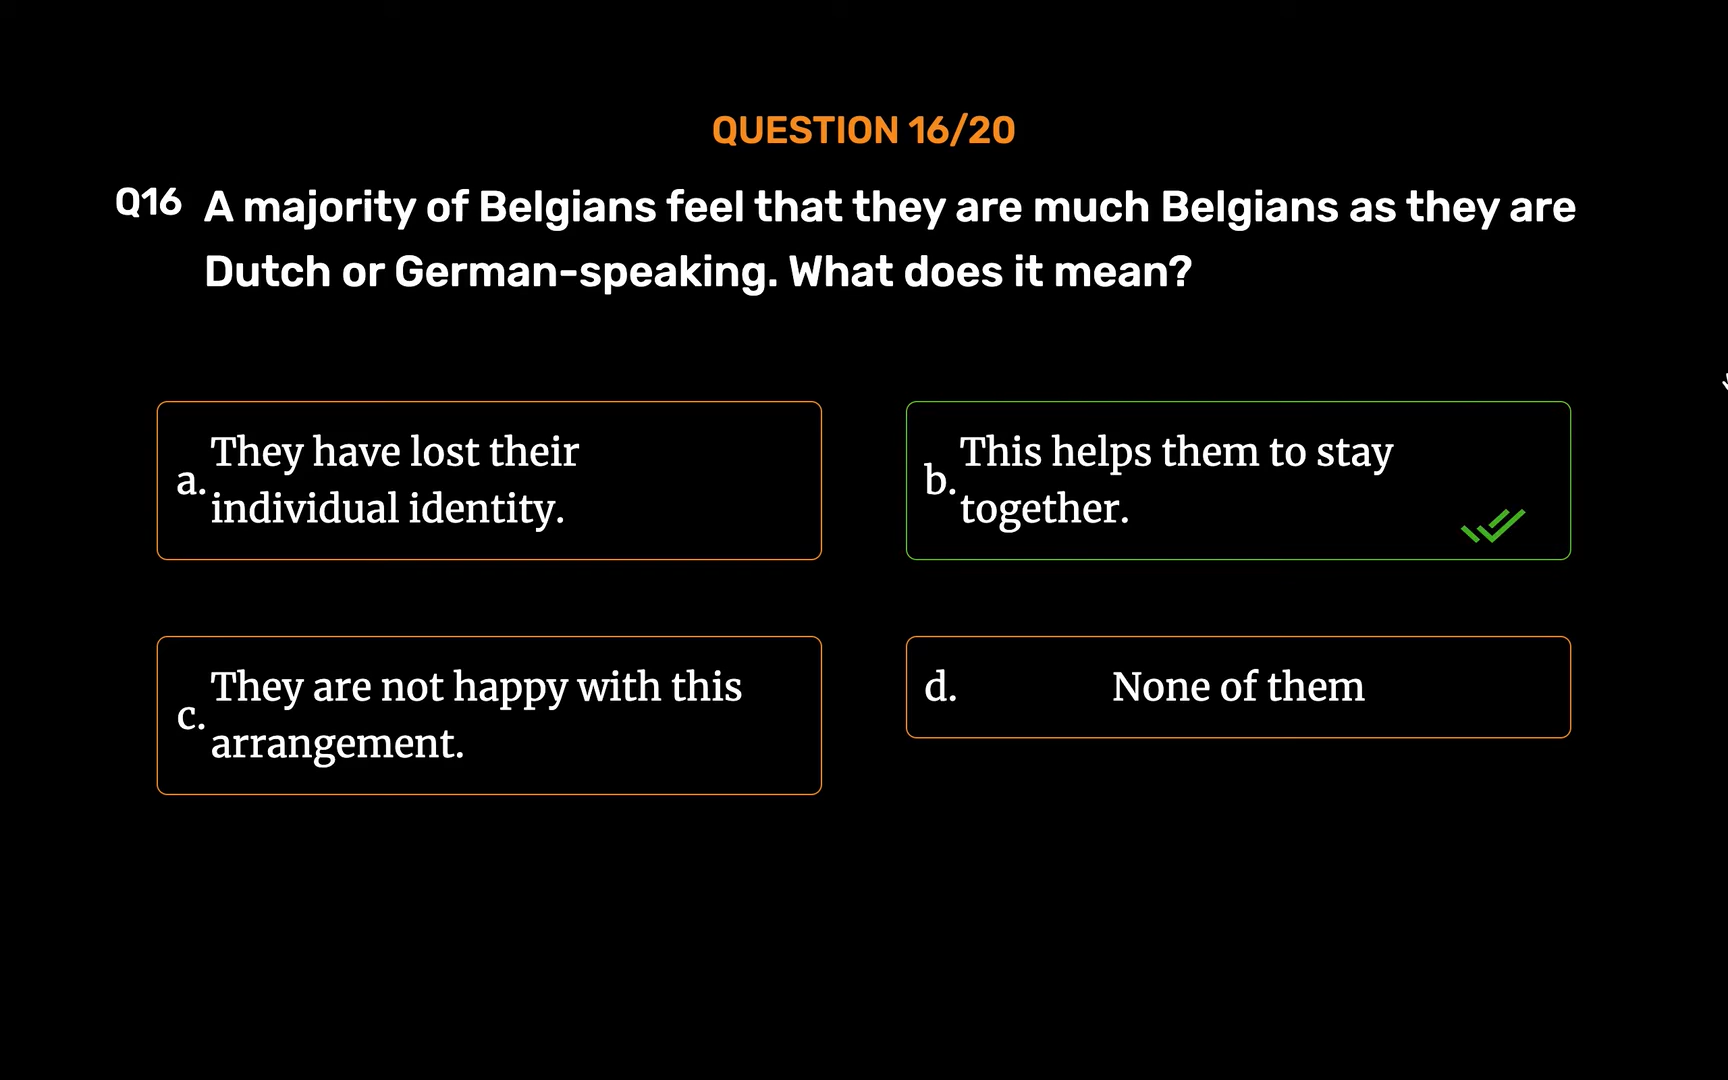 QUESTION 16/20
Q16 A majority of Belgians feel that they are much Belgians as they are
Dutch or German-speaking. What does it mean?
a. They have lost their
individual identity.
b. This helps them to stay
together.
c. They are not happy with this
arrangement.
d. None of them